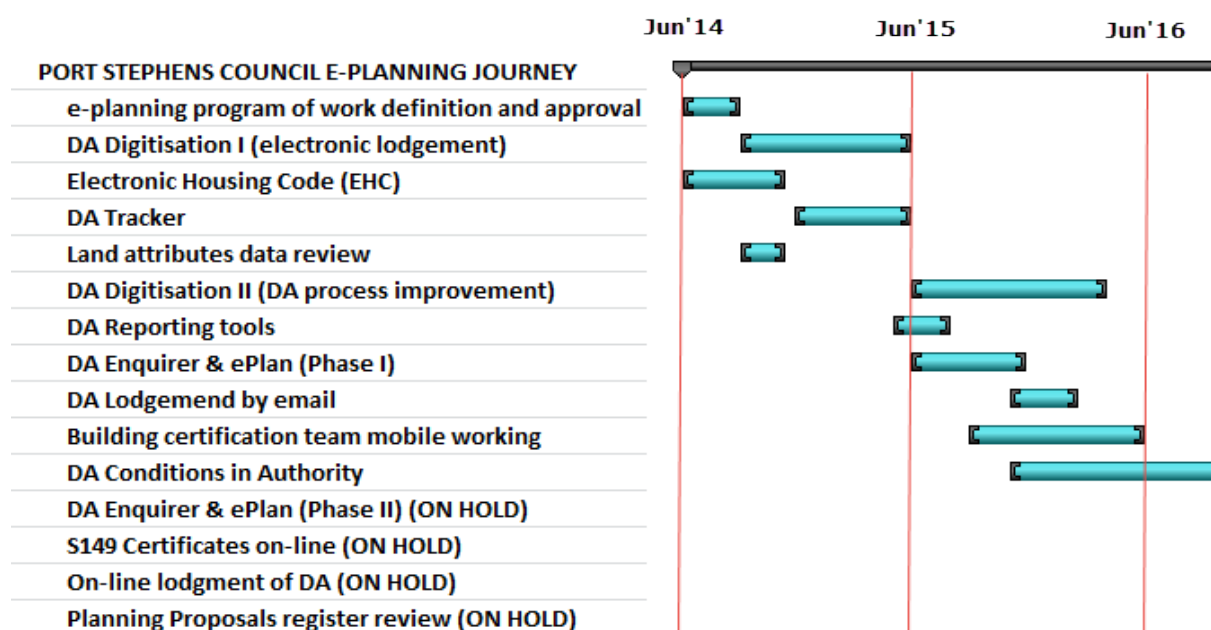 Jun'14 Jun'15 Jun'16
PORT STEPHENS COUNCIL E-PLANNING JOURNEY
e-planning program of work definition and approval
DA Digitisation I (electronic lodgement)
Electronic Housing Code (EHC)
DA Tracker
Land attributes data review
DA Digitisation II (DA process improvement)
DA Reporting tools
DA Enquirer & ePlan (Phase I)
DA Lodgemend by email
Building certification team mobile working
DA Conditions in Authority
DA Enquirer & ePlan (Phase II) (ON HOLD)
S149 Certificates on-line (ON HOLD)
On-line lodgment of DA (ON HOLD)
Planning Proposals register review (ON HOLD)